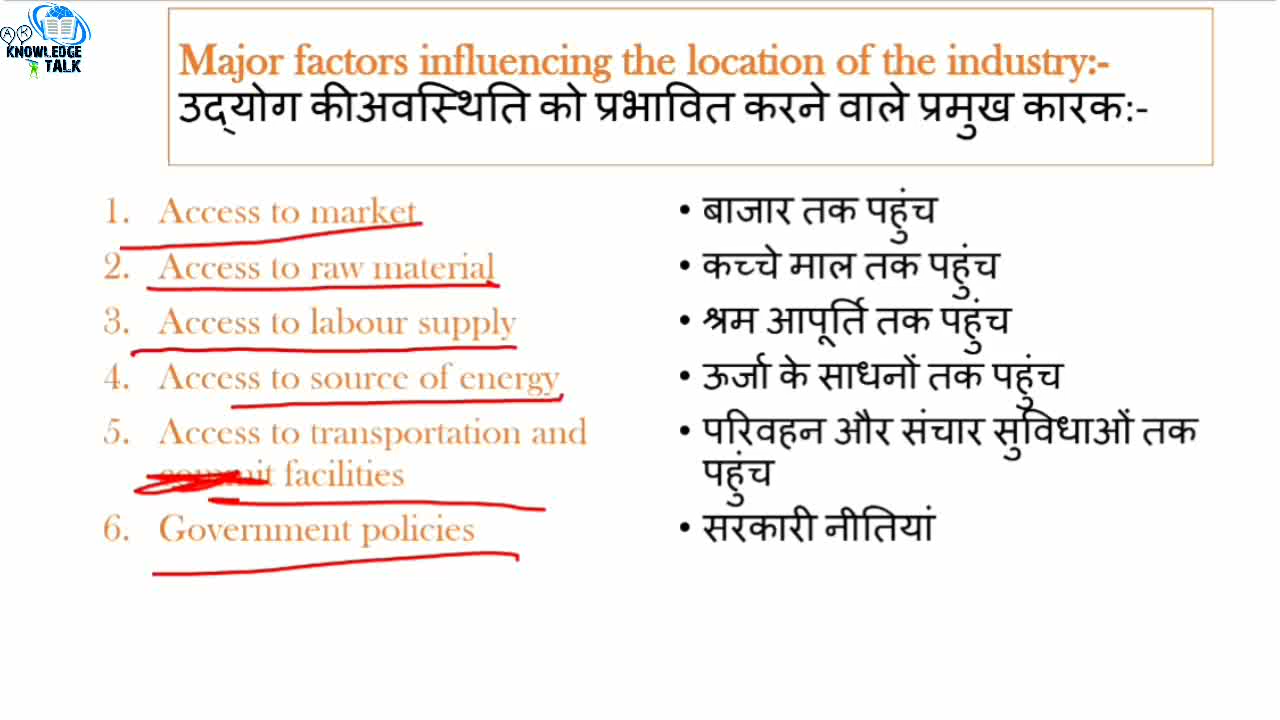 A K
KNOWLEDGE
TALK
Major factors influencing the location of the industry:-
उद्योग कीअवस्थिति को प्रभावित करने वाले प्रमुख कारक:-
1. Access to market
2. Access to raw material
3. Access to labour supply
4. Access to source of energy
5. Access to transportation and
facilities
6. Government policies
• बाजार तक पहुंच
• कच्चे माल तक पहुंच
• श्रम आपूर्ति तक पहुंच
• ऊर्जा के साधनों तक पहुंच
• परिवहन और संचार सुविधाओं तक
पहुंच
• सरकारी नीतियां